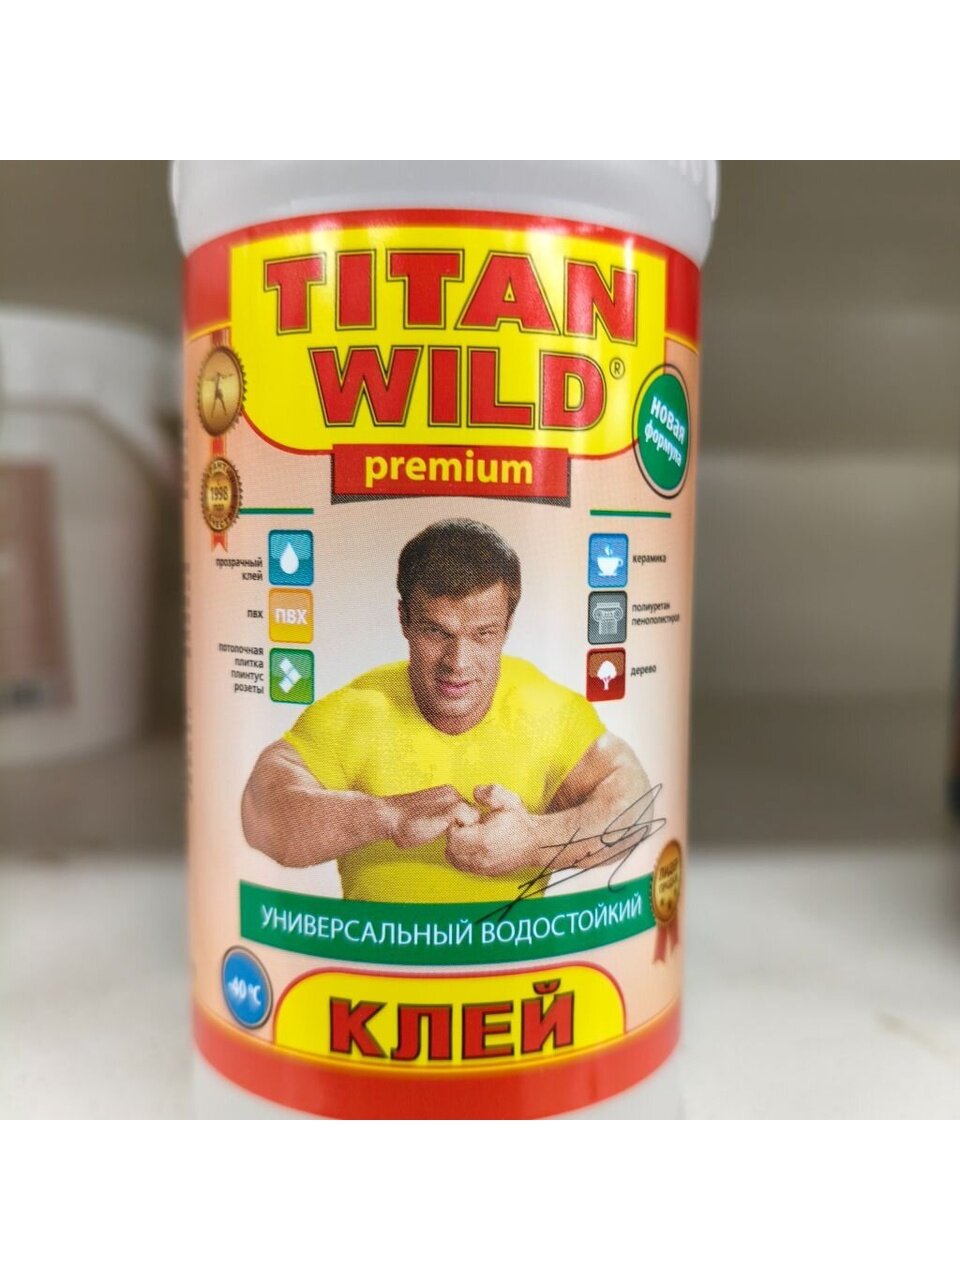 TITAN
WILD®
premium
новая
формула
1998
прозрачный
клей
пвх
ПВХ
потолочная
плитка
плинтус
розеты
керамика
полиуретан
пенополистирол
дерево
УНИВЕРСАЛЬНЫЙ ВОДОСТОЙКИЙ
ЛИДЕР
-40 °C
КЛЕЙ